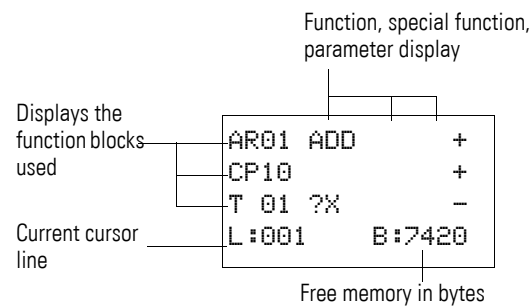 Function, special function,
parameter display
Displays the
function blocks
used
AR01 ADD +
CP10 +
T 01 ?X -
Current cursor
line
L:001 B:7420
Free memory in bytes